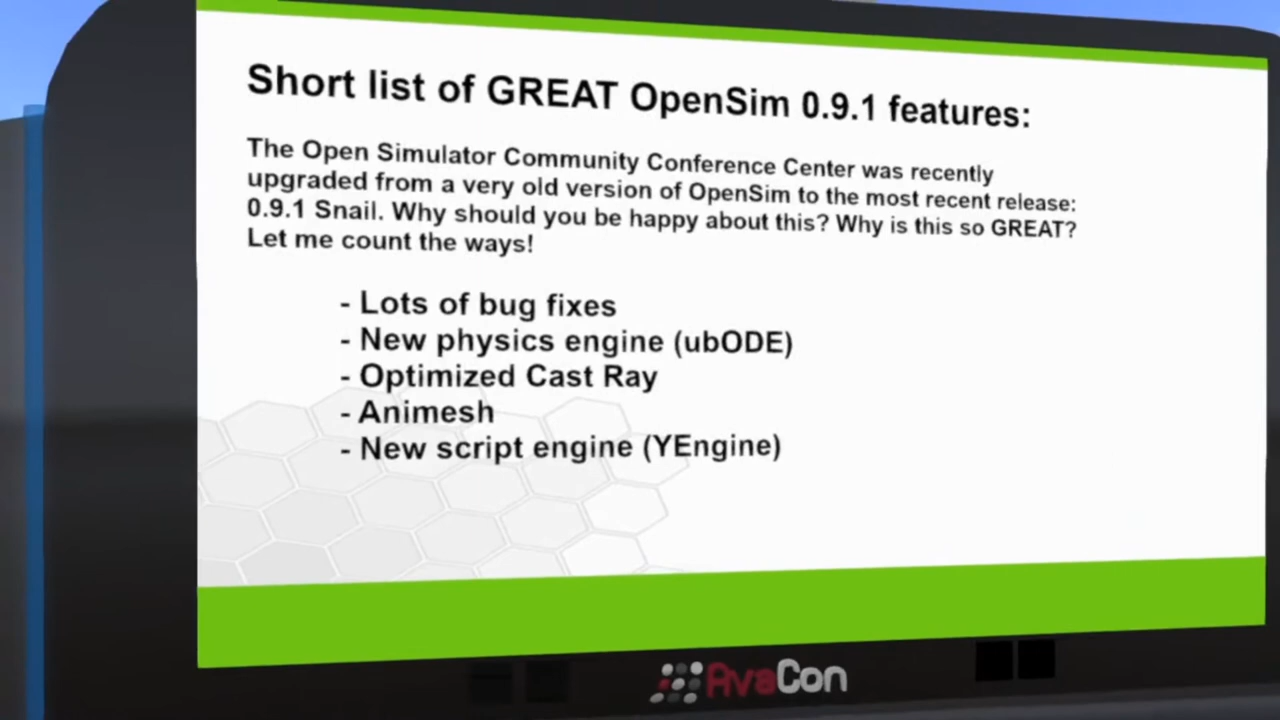 Short list of GREAT OpenSim 0.9.1 features:
The Open Simulator Community Conference Center was recently
upgraded from a very old version of OpenSim to the most recent release:
0.9.1 Snail. Why should you be happy about this? Why is this so GREAT?
Let me count the ways!
- Lots of bug fixes
- New physics engine (ubODE)
- Optimized Cast Ray
- Animesh
- New script engine (YEngine)
AvaCon